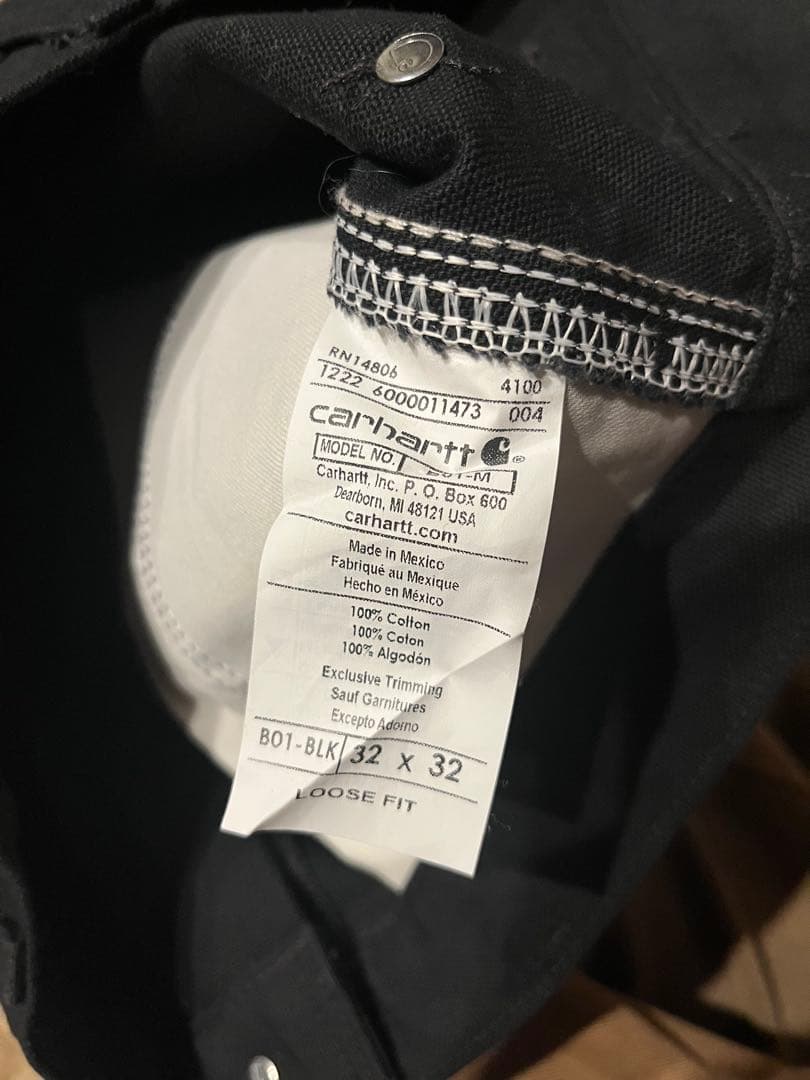 RN14806 4100
1222 6000011473 004
carhartt ®
MODEL NO.
Carhartt, Inc. P. O. Box 600
Dearborn, MI 48121 USA
carhartt.com
Made in Mexico
Fabriqué au Mexique
Hecho en México
100% Cotton
100% Coton
100% Algodón
Exclusive Trimming
Sauf Garnitures
Excepto Adorno
B01-BLK 32 X 32
LOOSE FIT